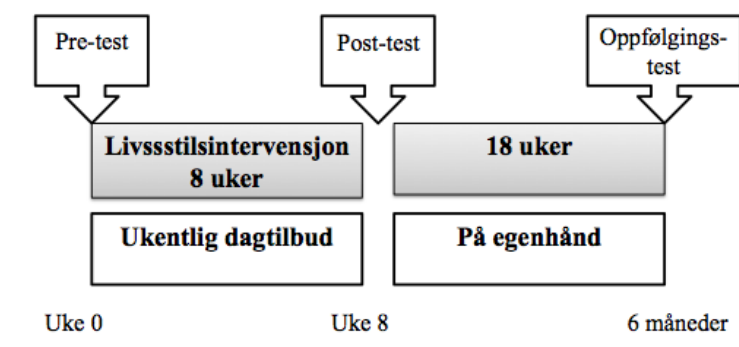 Pre-test
Post-test
Oppfølgings-
test
Livssstilsintervensjon
8 uker
18 uker
Ukentlig dagtilbud
På egenhånd
Uke 0
Uke 8
6 måneder